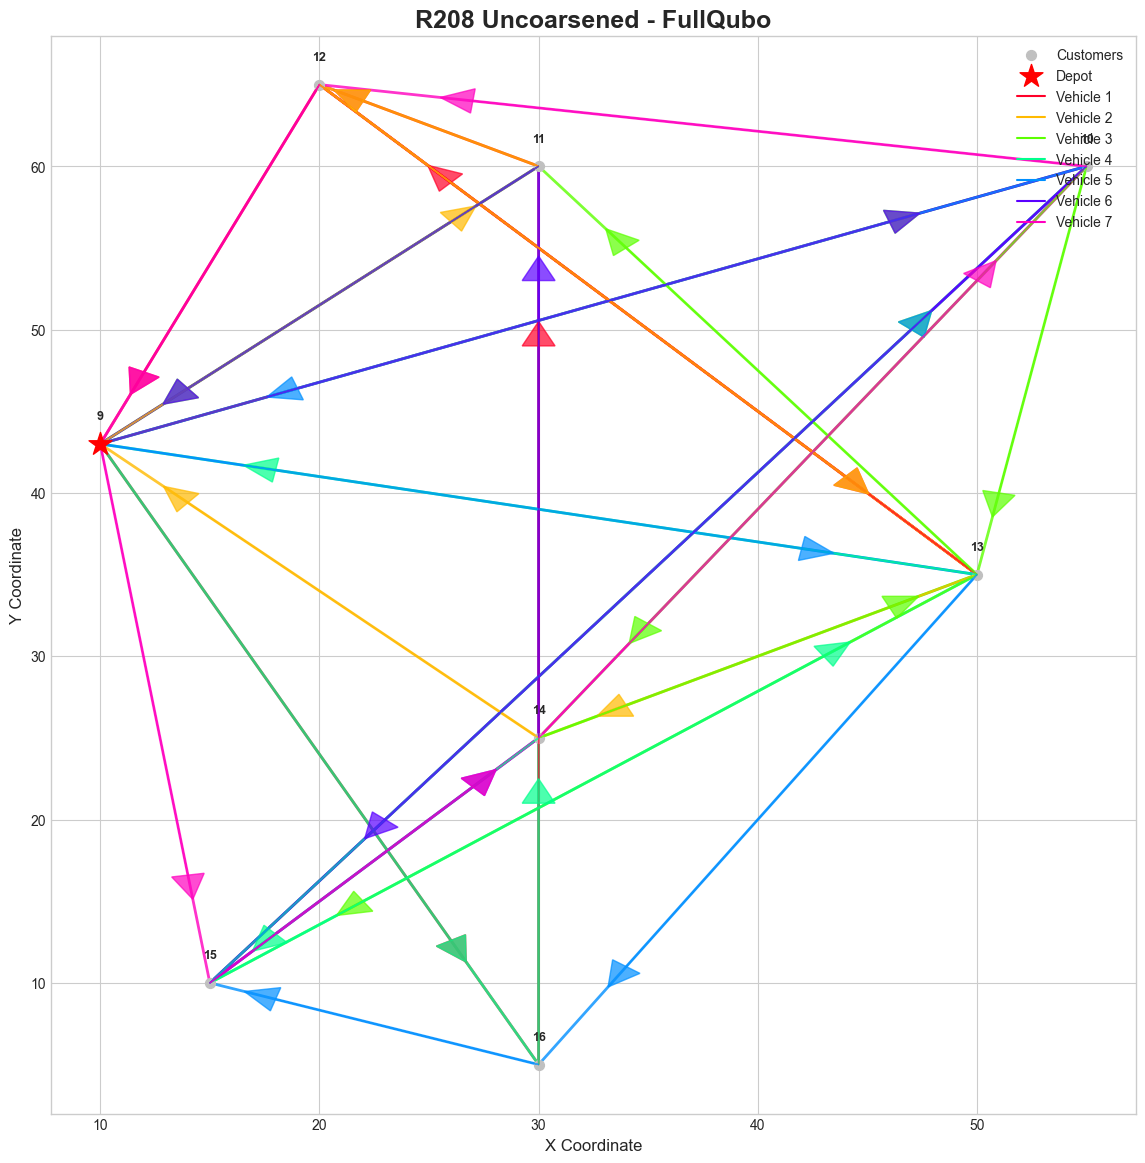 R208 Uncoarsened - FullQubo
12
Customers
Depot
Vehicle 1
Vehicle 2
Vehicle 3
Vehicle 4
Vehicle 5
Vehicle 6
Vehicle 7
11
10
9
13
14
15
16
60
50
40
30
20
10
Y Coordinate
10
20
30
40
50
X Coordinate